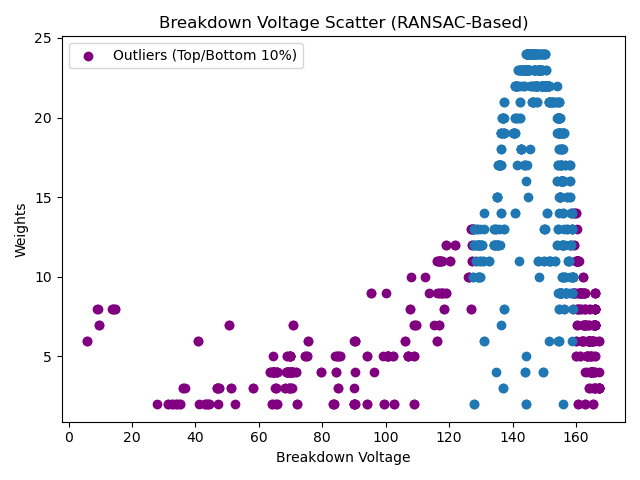 Breakdown Voltage Scatter (RANSAC-Based)
Outliers (Top/Bottom 10%)
25
20
15
10
5
Weights
0 20 40 60 80 100 120 140 160
Breakdown Voltage